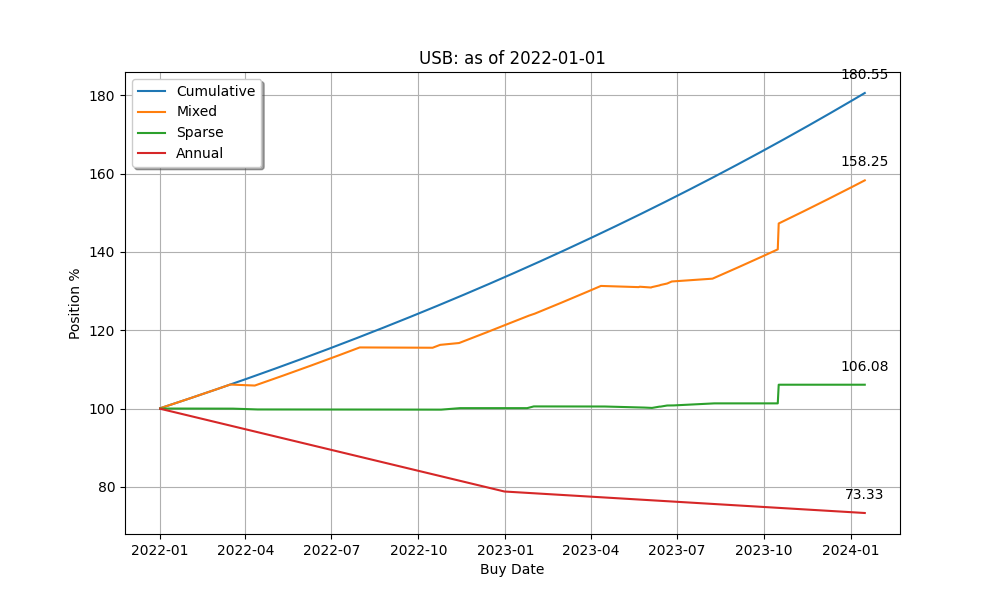 USB: as of 2022-01-01
Cumulative
Mixed
Sparse
Annual
180.55
158.25
106.08
73.33
Position %
180
160
140
120
100
80
2022-01 2022-04 2022-07 2022-10 2023-01 2023-04 2023-07 2023-10 2024-01
Buy Date